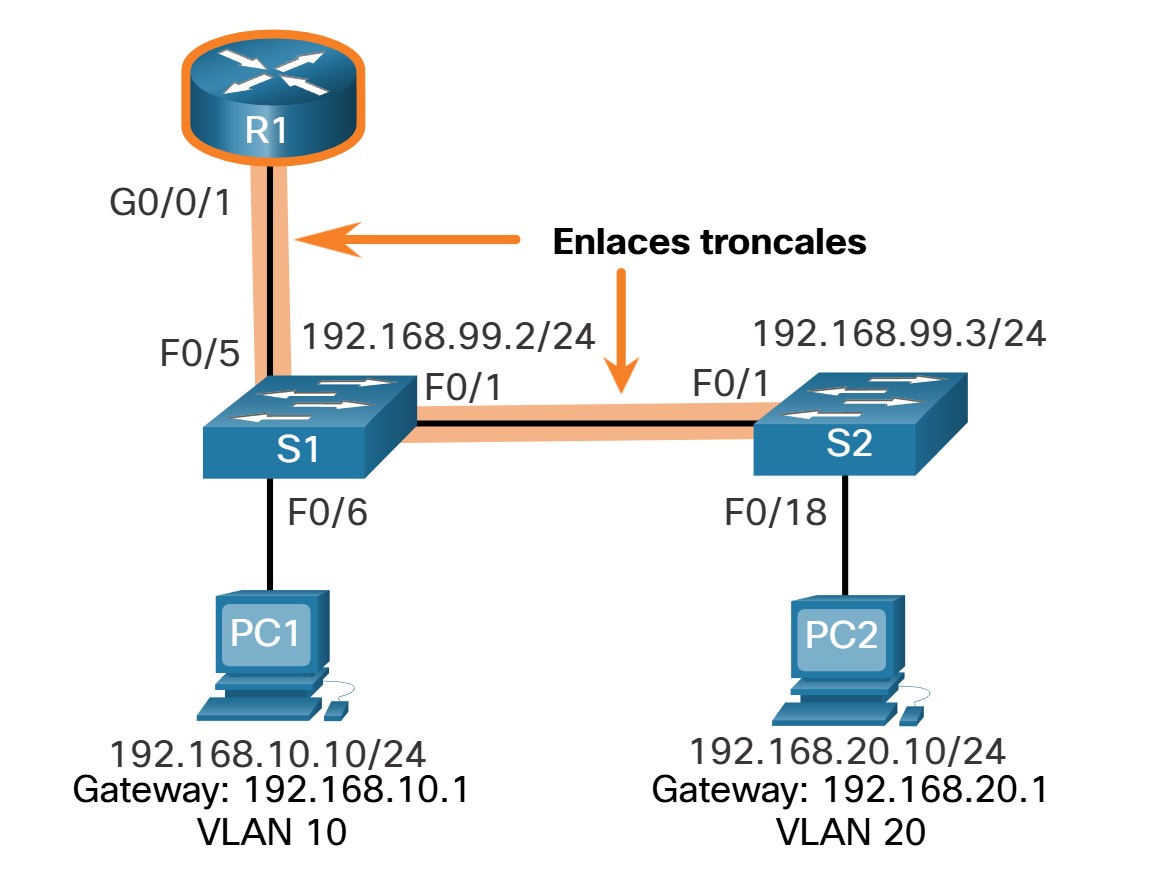 R1
G0/0/1
Enlaces troncales
F0/5
192.168.99.2/24
192.168.99.3/24
F0/1
F0/1
S1
S2
F0/6
F0/18
PC1
PC2
192.168.10.10/24
Gateway: 192.168.10.1
VLAN 10
192.168.20.10/24
Gateway: 192.168.20.1
VLAN 20